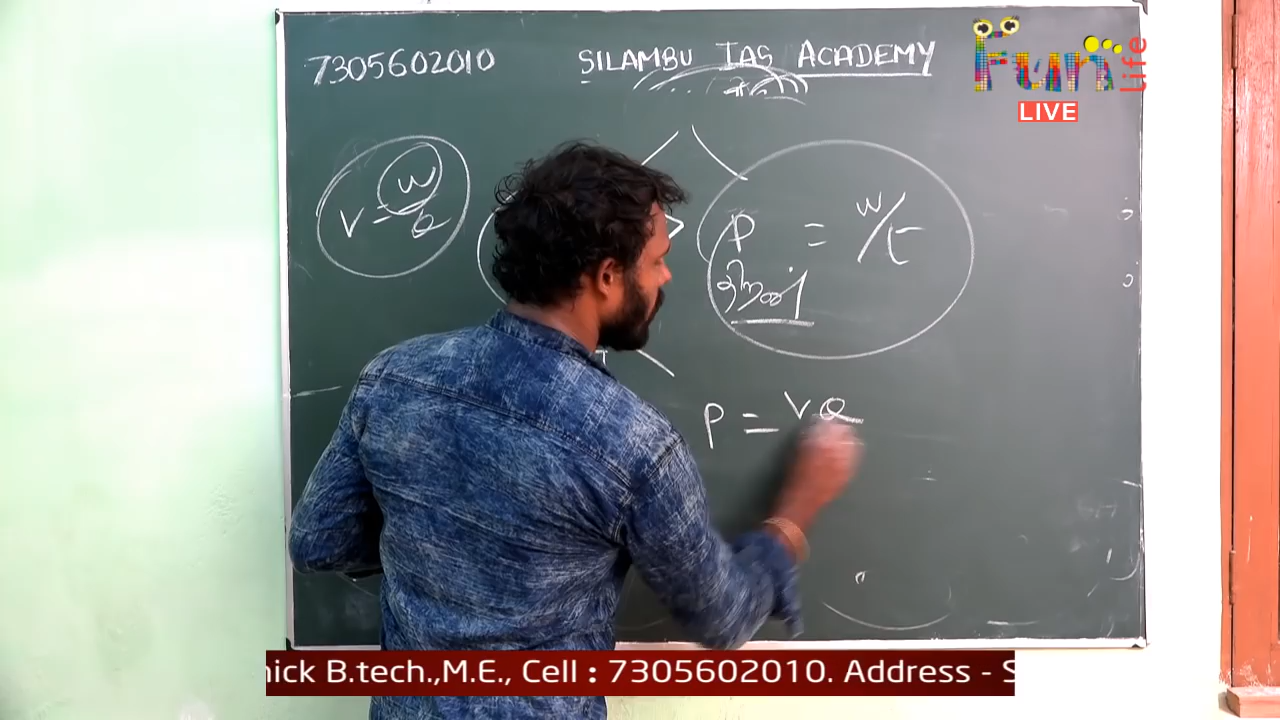 7305602010
SILAMBU IAS ACADEMY
Fun life
LIVE
V = W/Q
P = W/t
திறன்
P = VQ
hick B.tech.,M.E., Cell : 7305602010. Address - S